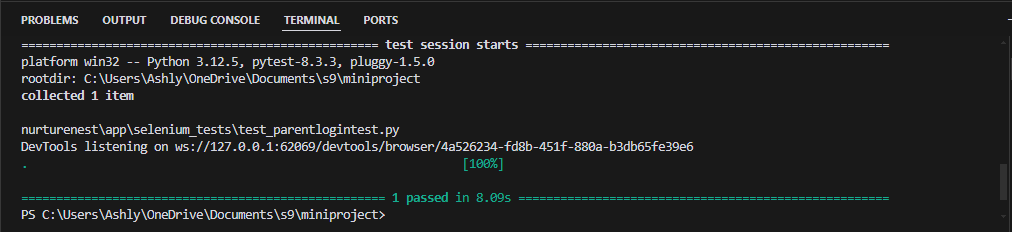 PROBLEMS OUTPUT DEBUG CONSOLE TERMINAL PORTS
=================================================== test session starts ====================================================
platform win32 -- Python 3.12.5, pytest-8.3.3, pluggy-1.5.0
rootdir: C:\Users\Ashly\OneDrive\Documents\s9\miniproject
collected 1 item
nurturenest\app\selenium_tests\test_parentlogintest.py
DevTools listening on ws://127.0.0.1:62069/devtools/browser/4a526234-fd8b-451f-880a-b3db65fe39e6
. [100%]
==================================================== 1 passed in 8.09s =====================================================
PS C:\Users\Ashly\OneDrive\Documents\s9\miniproject>